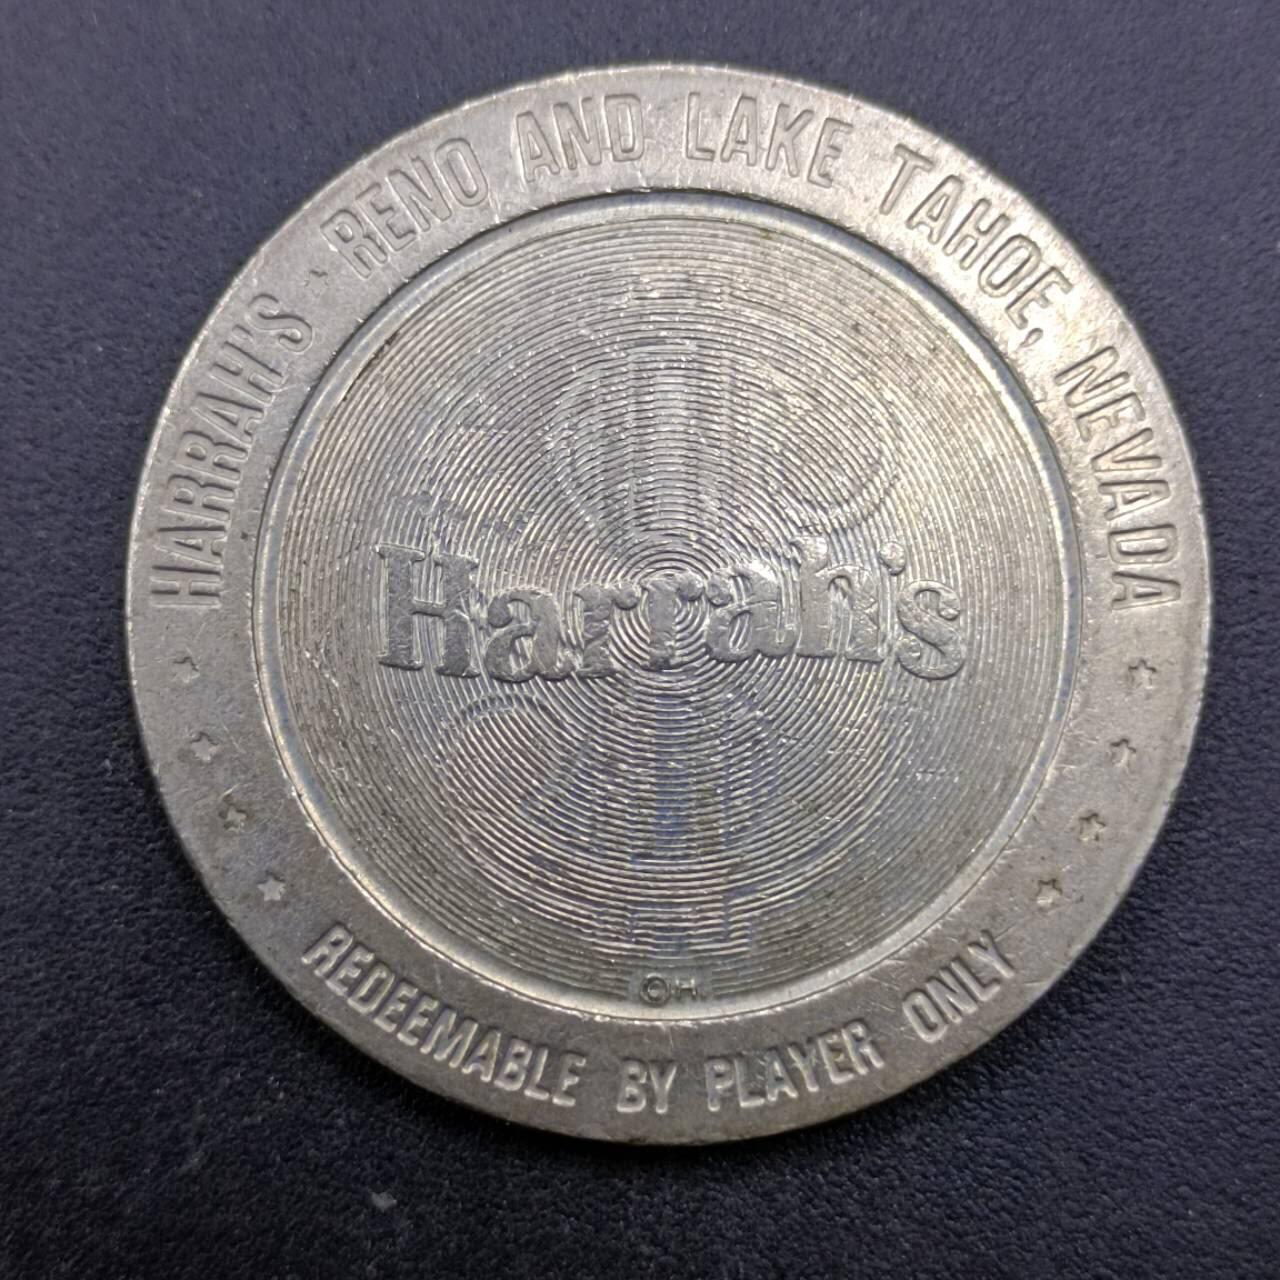 HARRAH'S · RENO AND LAKE TAHOE, NEVADA
Harrah's
©H.
REDEEMABLE BY PLAYER ONLY